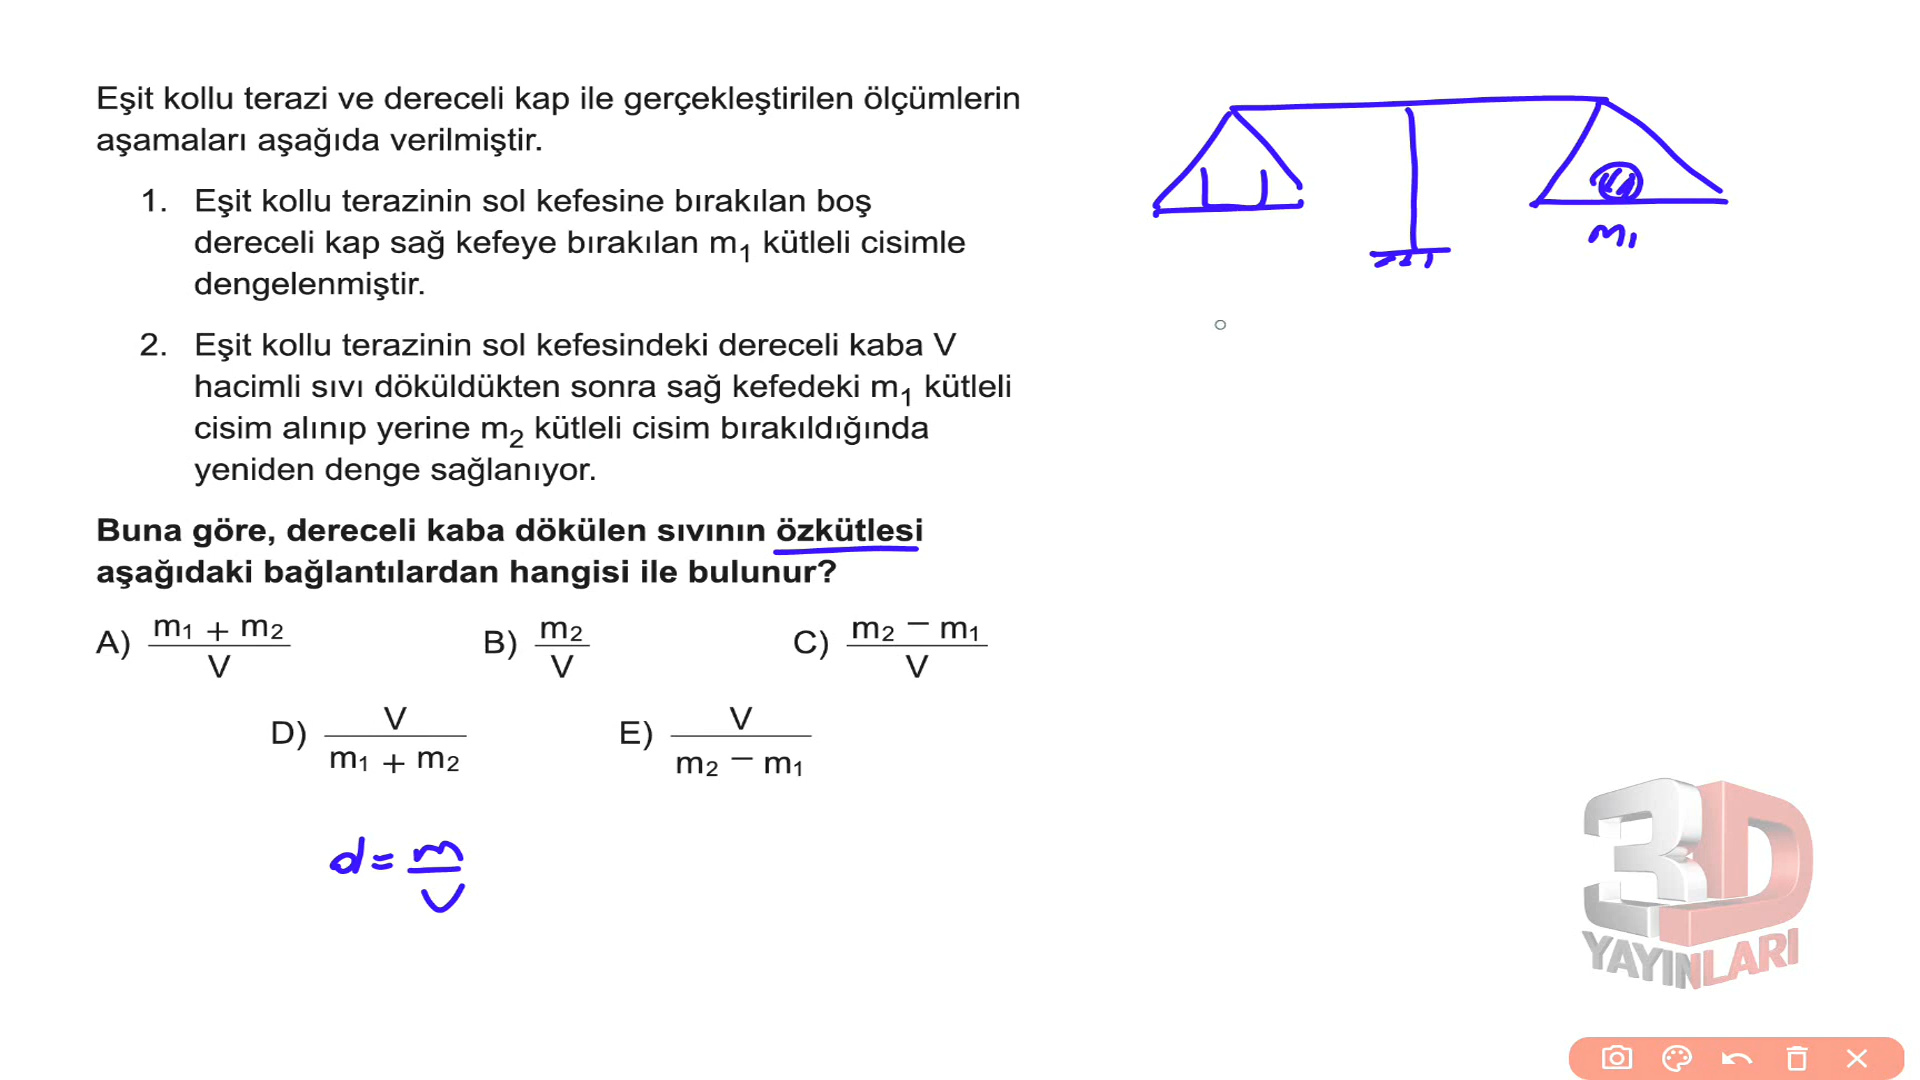 Eşit kollu terazi ve dereceli kap ile gerçekleştirilen ölçümlerin
aşamaları aşağıda verilmiştir.
1. Eşit kollu terazinin sol kefesine bırakılan boş
dereceli kap sağ kefeye bırakılan m₁ kütleli cisimle
dengelenmiştir.
2. Eşit kollu terazinin sol kefesindeki dereceli kaba V
hacimli sıvı döküldükten sonra sağ kefedeki m₁ kütleli
cisim alınıp yerine m₂ kütleli cisim bırakıldığında
yeniden denge sağlanıyor.
Buna göre, dereceli kaba dökülen sıvının özkütlesi
aşağıdaki bağlantılardan hangisi ile bulunur?
A) (m₁ + m₂)/V B) m₂/V C) (m₂ − m₁)/V
D) V/(m₁ + m₂) E) V/(m₂ − m₁)
d = m/V
m₁
3D
YAYINLARI